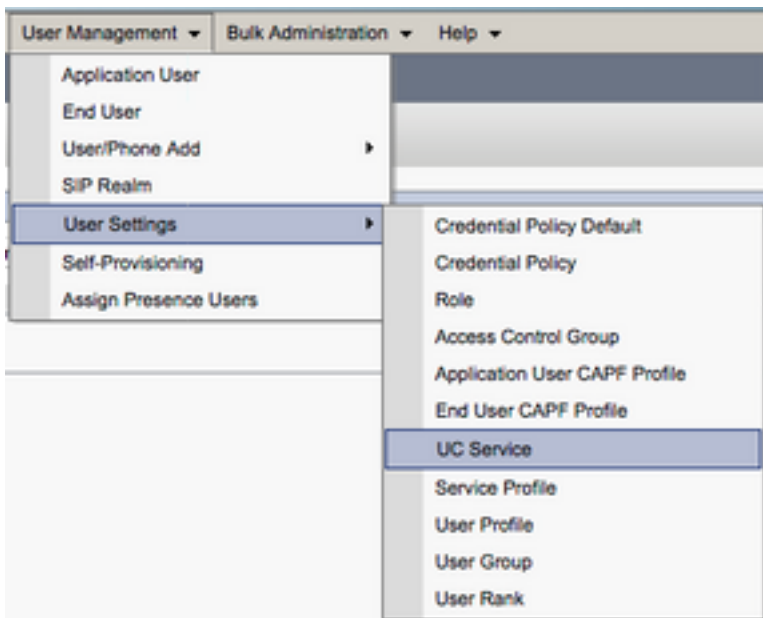 User Management Bulk Administration Help
Application User
End User
User/Phone Add
SIP Realm
User Settings
Self-Provisioning
Assign Presence Users
Credential Policy Default
Credential Policy
Role
Access Control Group
Application User CAPF Profile
End User CAPF Profile
UC Service
Service Profile
User Profile
User Group
User Rank